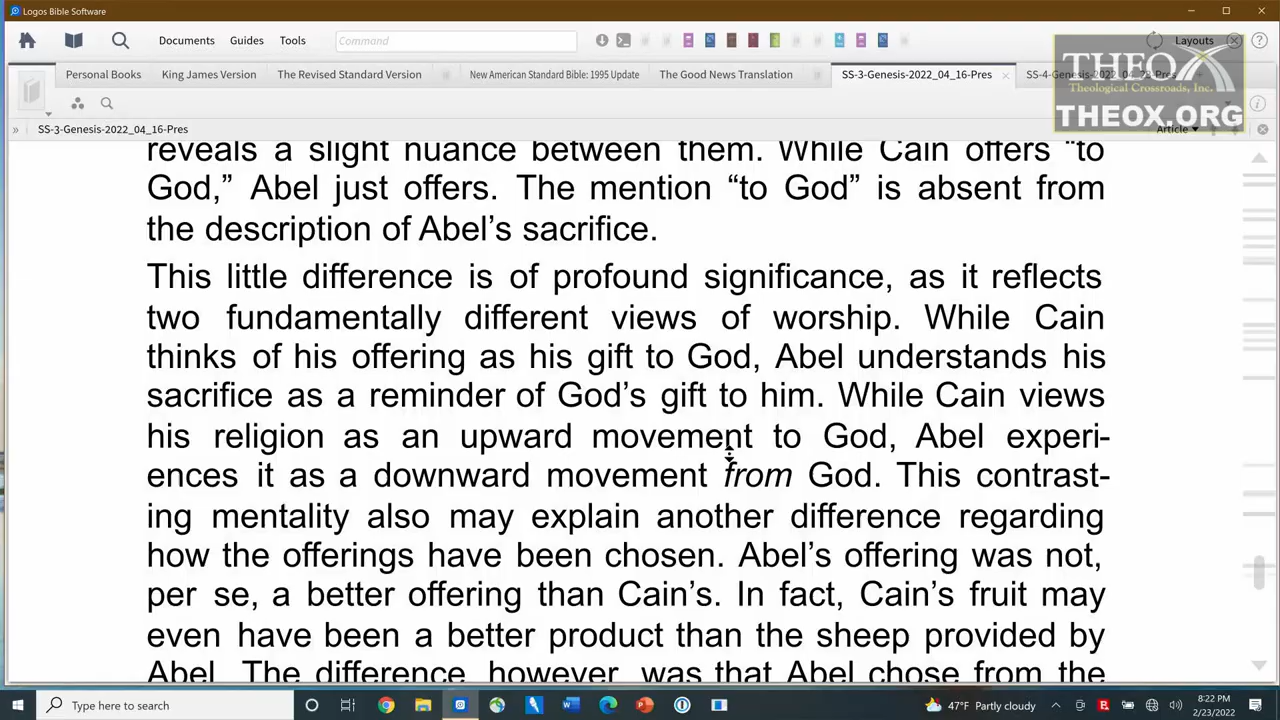 Logos Bible Software
Documents Guides Tools Command Layouts
THEOX
Theological Crossroads, Inc.
THEOX.ORG
Personal Books King James Version The Revised Standard Version New American Standard Bible: 1995 Update The Good News Translation SS-3-Genesis-2022_04_16-Pres SS-4-Genesis-2022_04_23-Pres
SS-3-Genesis-2022_04_16-Pres Article
reveals a slight nuance between them. While Cain offers “to
God,” Abel just offers. The mention “to God” is absent from
the description of Abel’s sacrifice.
This little difference is of profound significance, as it reflects
two fundamentally different views of worship. While Cain
thinks of his offering as his gift to God, Abel understands his
sacrifice as a reminder of God’s gift to him. While Cain views
his religion as an upward movement to God, Abel experi-
ences it as a downward movement from God. This contrast-
ing mentality also may explain another difference regarding
how the offerings have been chosen. Abel’s offering was not,
per se, a better offering than Cain’s. In fact, Cain’s fruit may
even have been a better product than the sheep provided by
Abel. The difference, however, was that Abel chose from the
Type here to search 47°F Partly cloudy 8:22 PM
2/23/2022